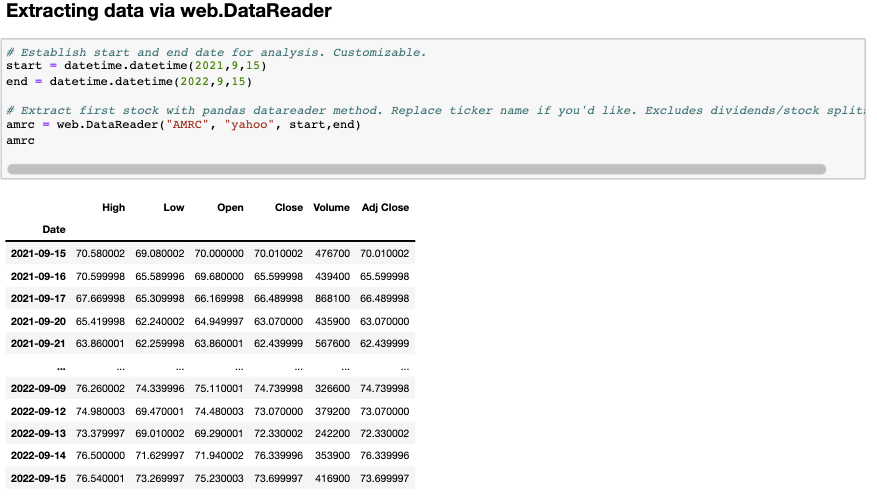 Extracting data via web.DataReader
# Establish start and end date for analysis. Customizable.
start = datetime.datetime(2021,9,15)
end = datetime.datetime(2022,9,15)
# Extract first stock with pandas datareader method. Replace ticker name if you'd like. Excludes dividends/stock split
amrc = web.DataReader("AMRC", "yahoo", start,end)
amrc
High Low Open Close Volume Adj Close
Date
2021-09-15 70.580002 69.080002 70.000000 70.010002 476700 70.010002
2021-09-16 70.599998 65.589996 69.680000 65.599998 439400 65.599998
2021-09-17 67.669998 65.309998 66.169998 66.489998 868100 66.489998
2021-09-20 65.419998 62.240002 64.949997 63.070000 435900 63.070000
2021-09-21 63.860001 62.259998 63.860001 62.439999 567600 62.439999
... ... ... ... ... ... ...
2022-09-09 76.260002 74.339996 75.110001 74.739998 326600 74.739998
2022-09-12 74.980003 69.470001 74.480003 73.070000 379200 73.070000
2022-09-13 73.379997 69.010002 69.290001 72.330002 242200 72.330002
2022-09-14 76.500000 71.629997 71.940002 76.339996 353900 76.339996
2022-09-15 76.540001 73.269997 75.230003 73.699997 416900 73.699997